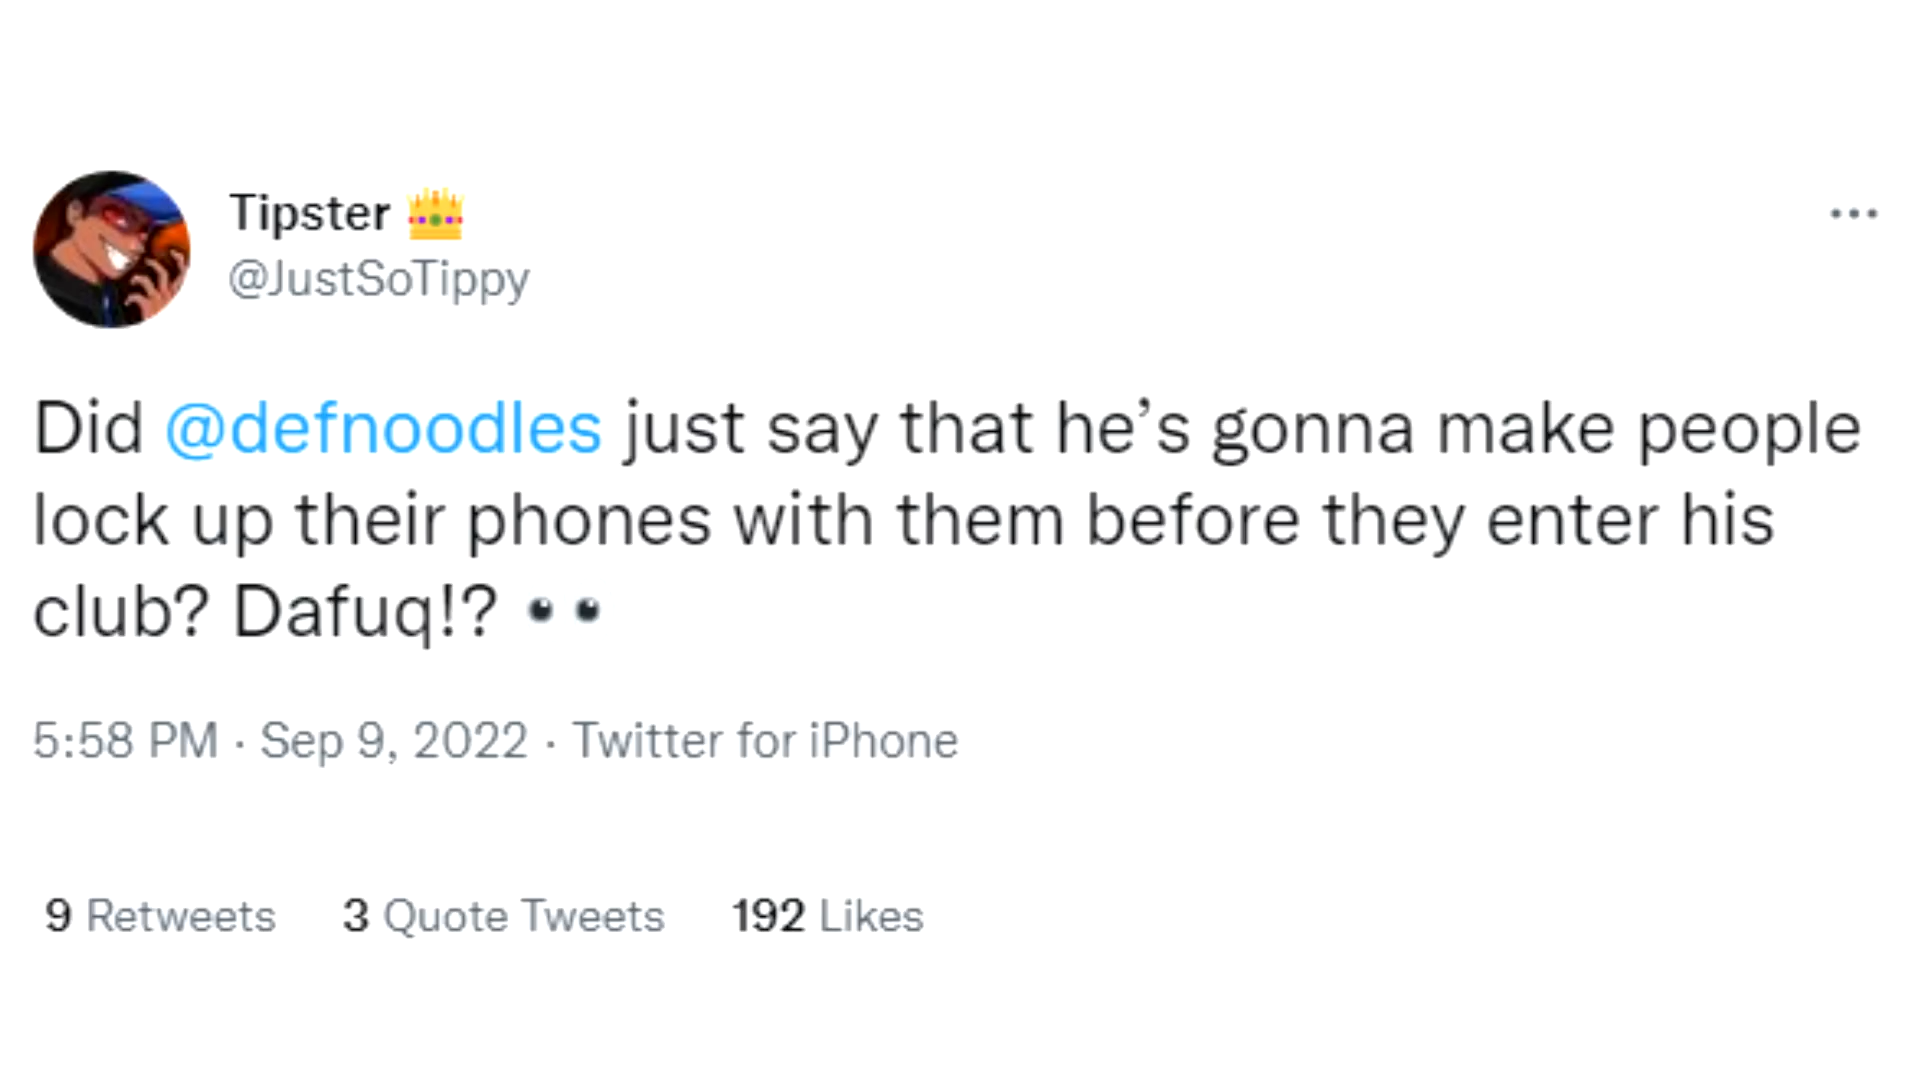 Tipster 👑
@JustSoTippy
Did @defnoodles just say that he’s gonna make people
lock up their phones with them before they enter his
club? Dafuq!? 👀
5:58 PM · Sep 9, 2022 · Twitter for iPhone
9 Retweets 3 Quote Tweets 192 Likes